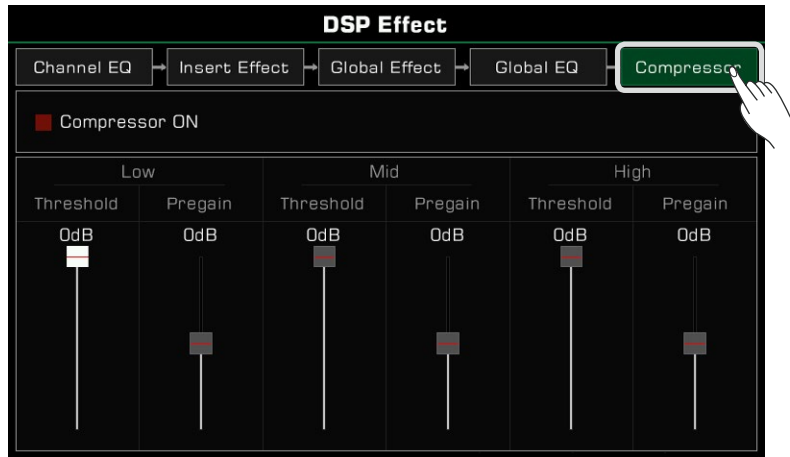 DSP Effect
Channel EQ Insert Effect Global Effect Global EQ Compressor
Compressor ON
Low Mid High
Threshold Pregain Threshold Pregain Threshold Pregain
0dB 0dB 0dB 0dB 0dB 0dB